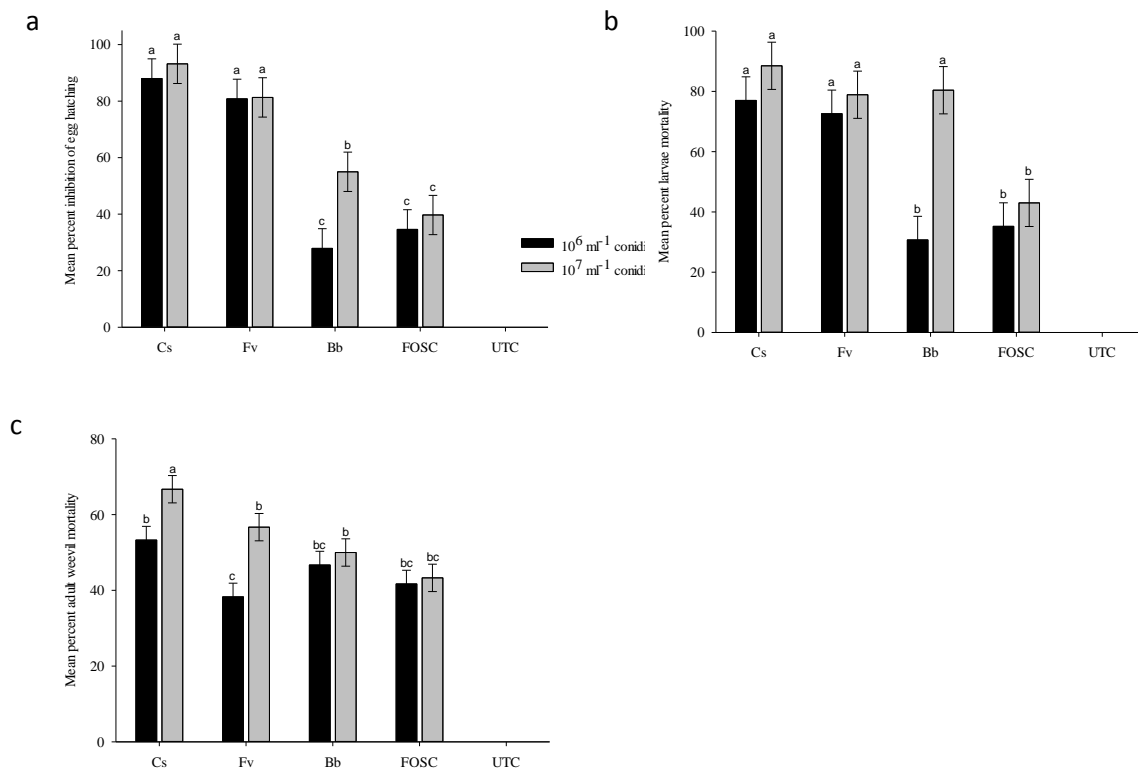 a
Mean percent inhibition of egg hatching
100
80
60
40
20
0
a a a a c b c c
Cs Fv Bb FOSC UTC
10⁶ ml⁻¹ conidi
10⁷ ml⁻¹ conidi
b
Mean percent larvae mortality
100
80
60
40
20
0
a a a a b a b b
Cs Fv Bb FOSC UTC
c
Mean percent adult weevil mortality
80
60
40
20
0
b a c b bc b bc bc
Cs Fv Bb FOSC UTC